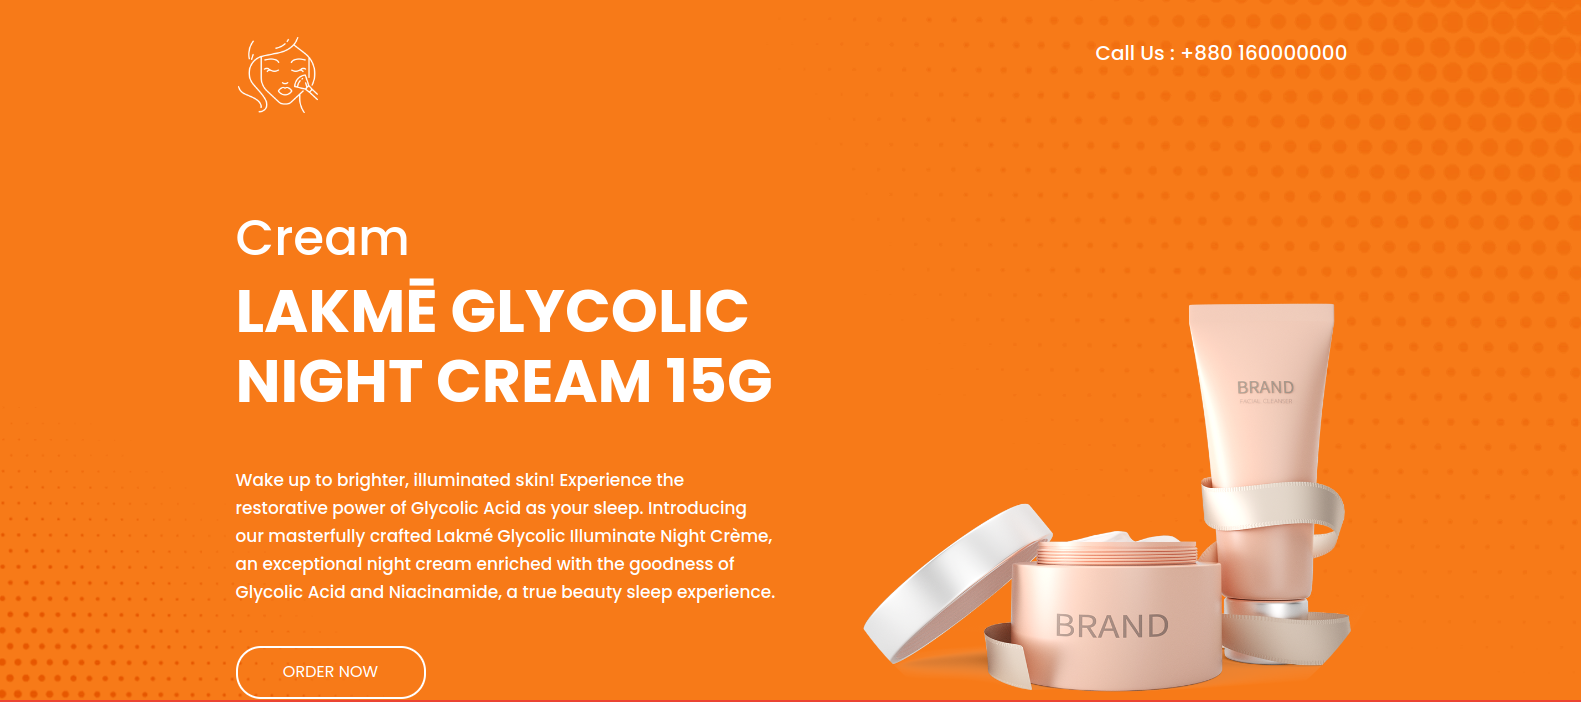 Call Us : +880 160000000
Cream
LAKMĒ GLYCOLIC
NIGHT CREAM 15G
Wake up to brighter, illuminated skin! Experience the
restorative power of Glycolic Acid as your sleep. Introducing
our masterfully crafted Lakmé Glycolic Illuminate Night Crème,
an exceptional night cream enriched with the goodness of
Glycolic Acid and Niacinamide, a true beauty sleep experience.
ORDER NOW
BRAND
FACIAL CLEANSER
BRAND